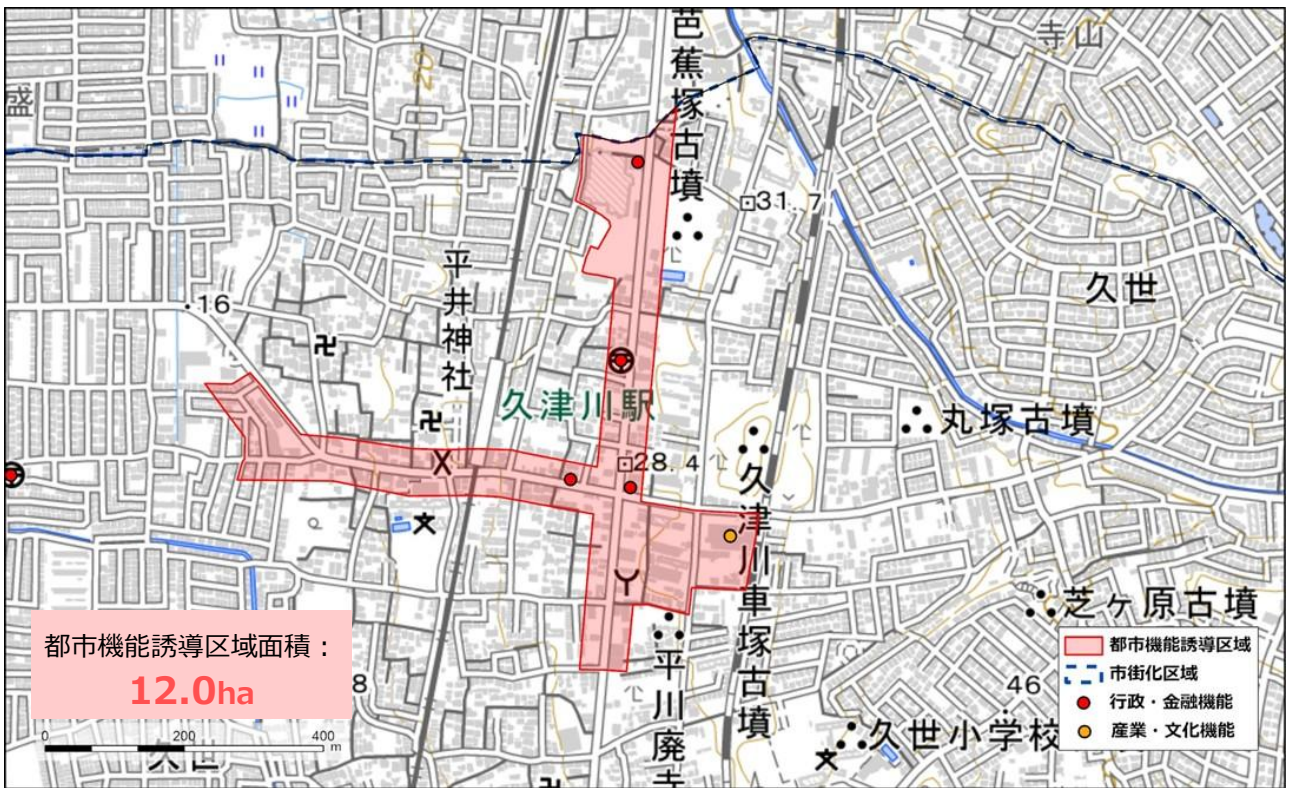 芭蕉塚古墳
寺山
盛
20
31.7
平井神社
久世
16
久津川駅
丸塚古墳
28.4
久津川車塚古墳
芝ヶ原古墳
平川廃寺
46
久世小学校
都市機能誘導区域面積：
12.0ha
8
0 200 400 m
都市機能誘導区域
市街化区域
行政・金融機能
産業・文化機能